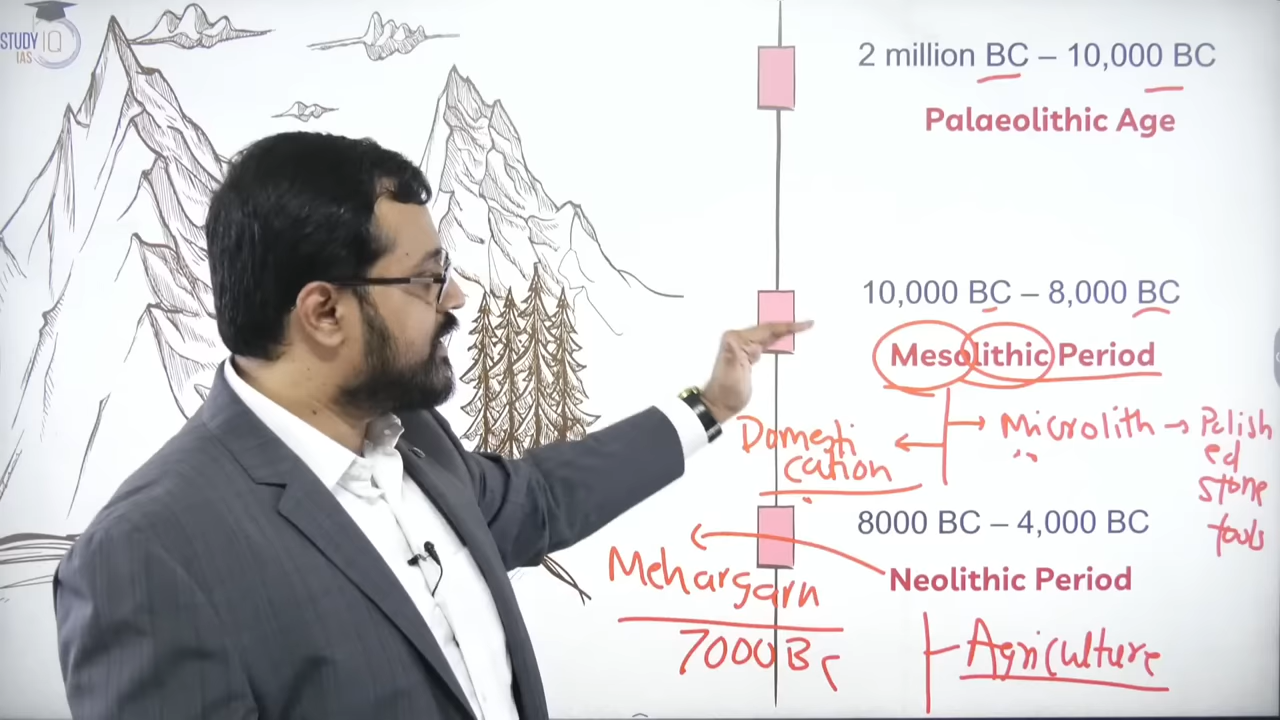 STUDY IQ
IAS
2 million BC – 10,000 BC
Palaeolithic Age
10,000 BC – 8,000 BC
Mesolithic Period
Microlith → Polish
ed
stone
tools
Domesti
cation
8000 BC – 4,000 BC
Neolithic Period
Mehargarh
7000 BC
Agriculture